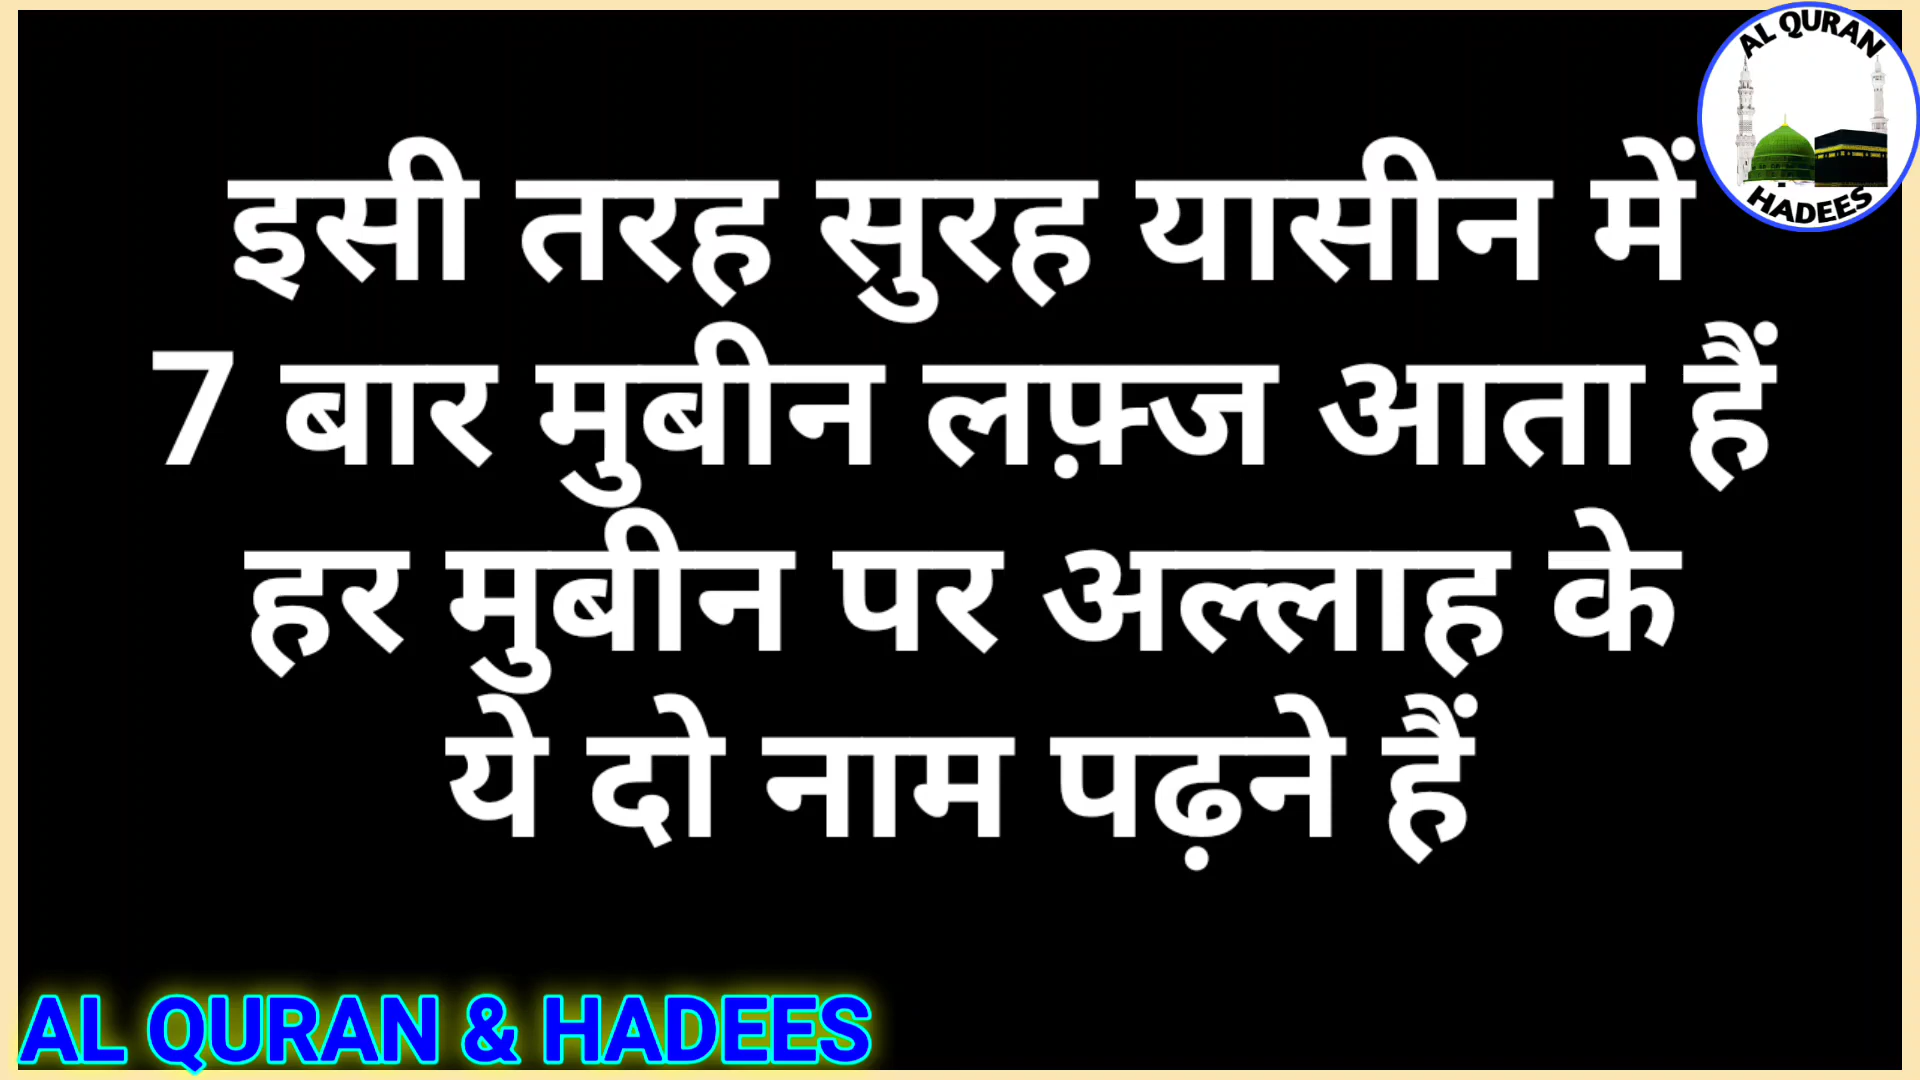 AL QURAN
HADEES
इसी तरह सुरह यासीन में
7 बार मुबीन लफ़्ज आता हैं
हर मुबीन पर अल्लाह के
ये दो नाम पढ़ने हैं
AL QURAN & HADEES